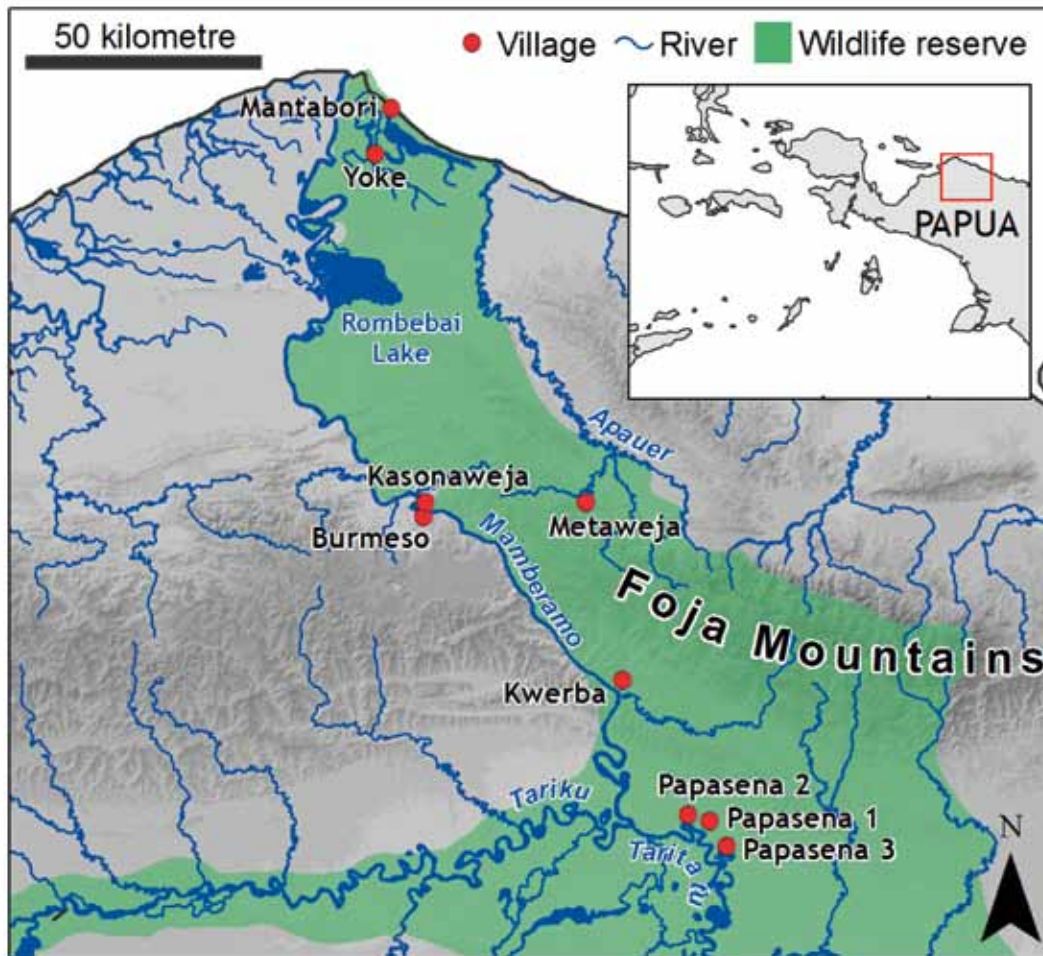 50 kilometre
Village
River
Wildlife reserve
Mantabori
Yoke
PAPUA
Rombebai
Lake
Apauer
Kasonaweja
Metaweja
Burmeso
Mamberamo
Foja Mountains
Kwerba
Tariku
Papasena 2
Papasena 1
Papasena 3
N